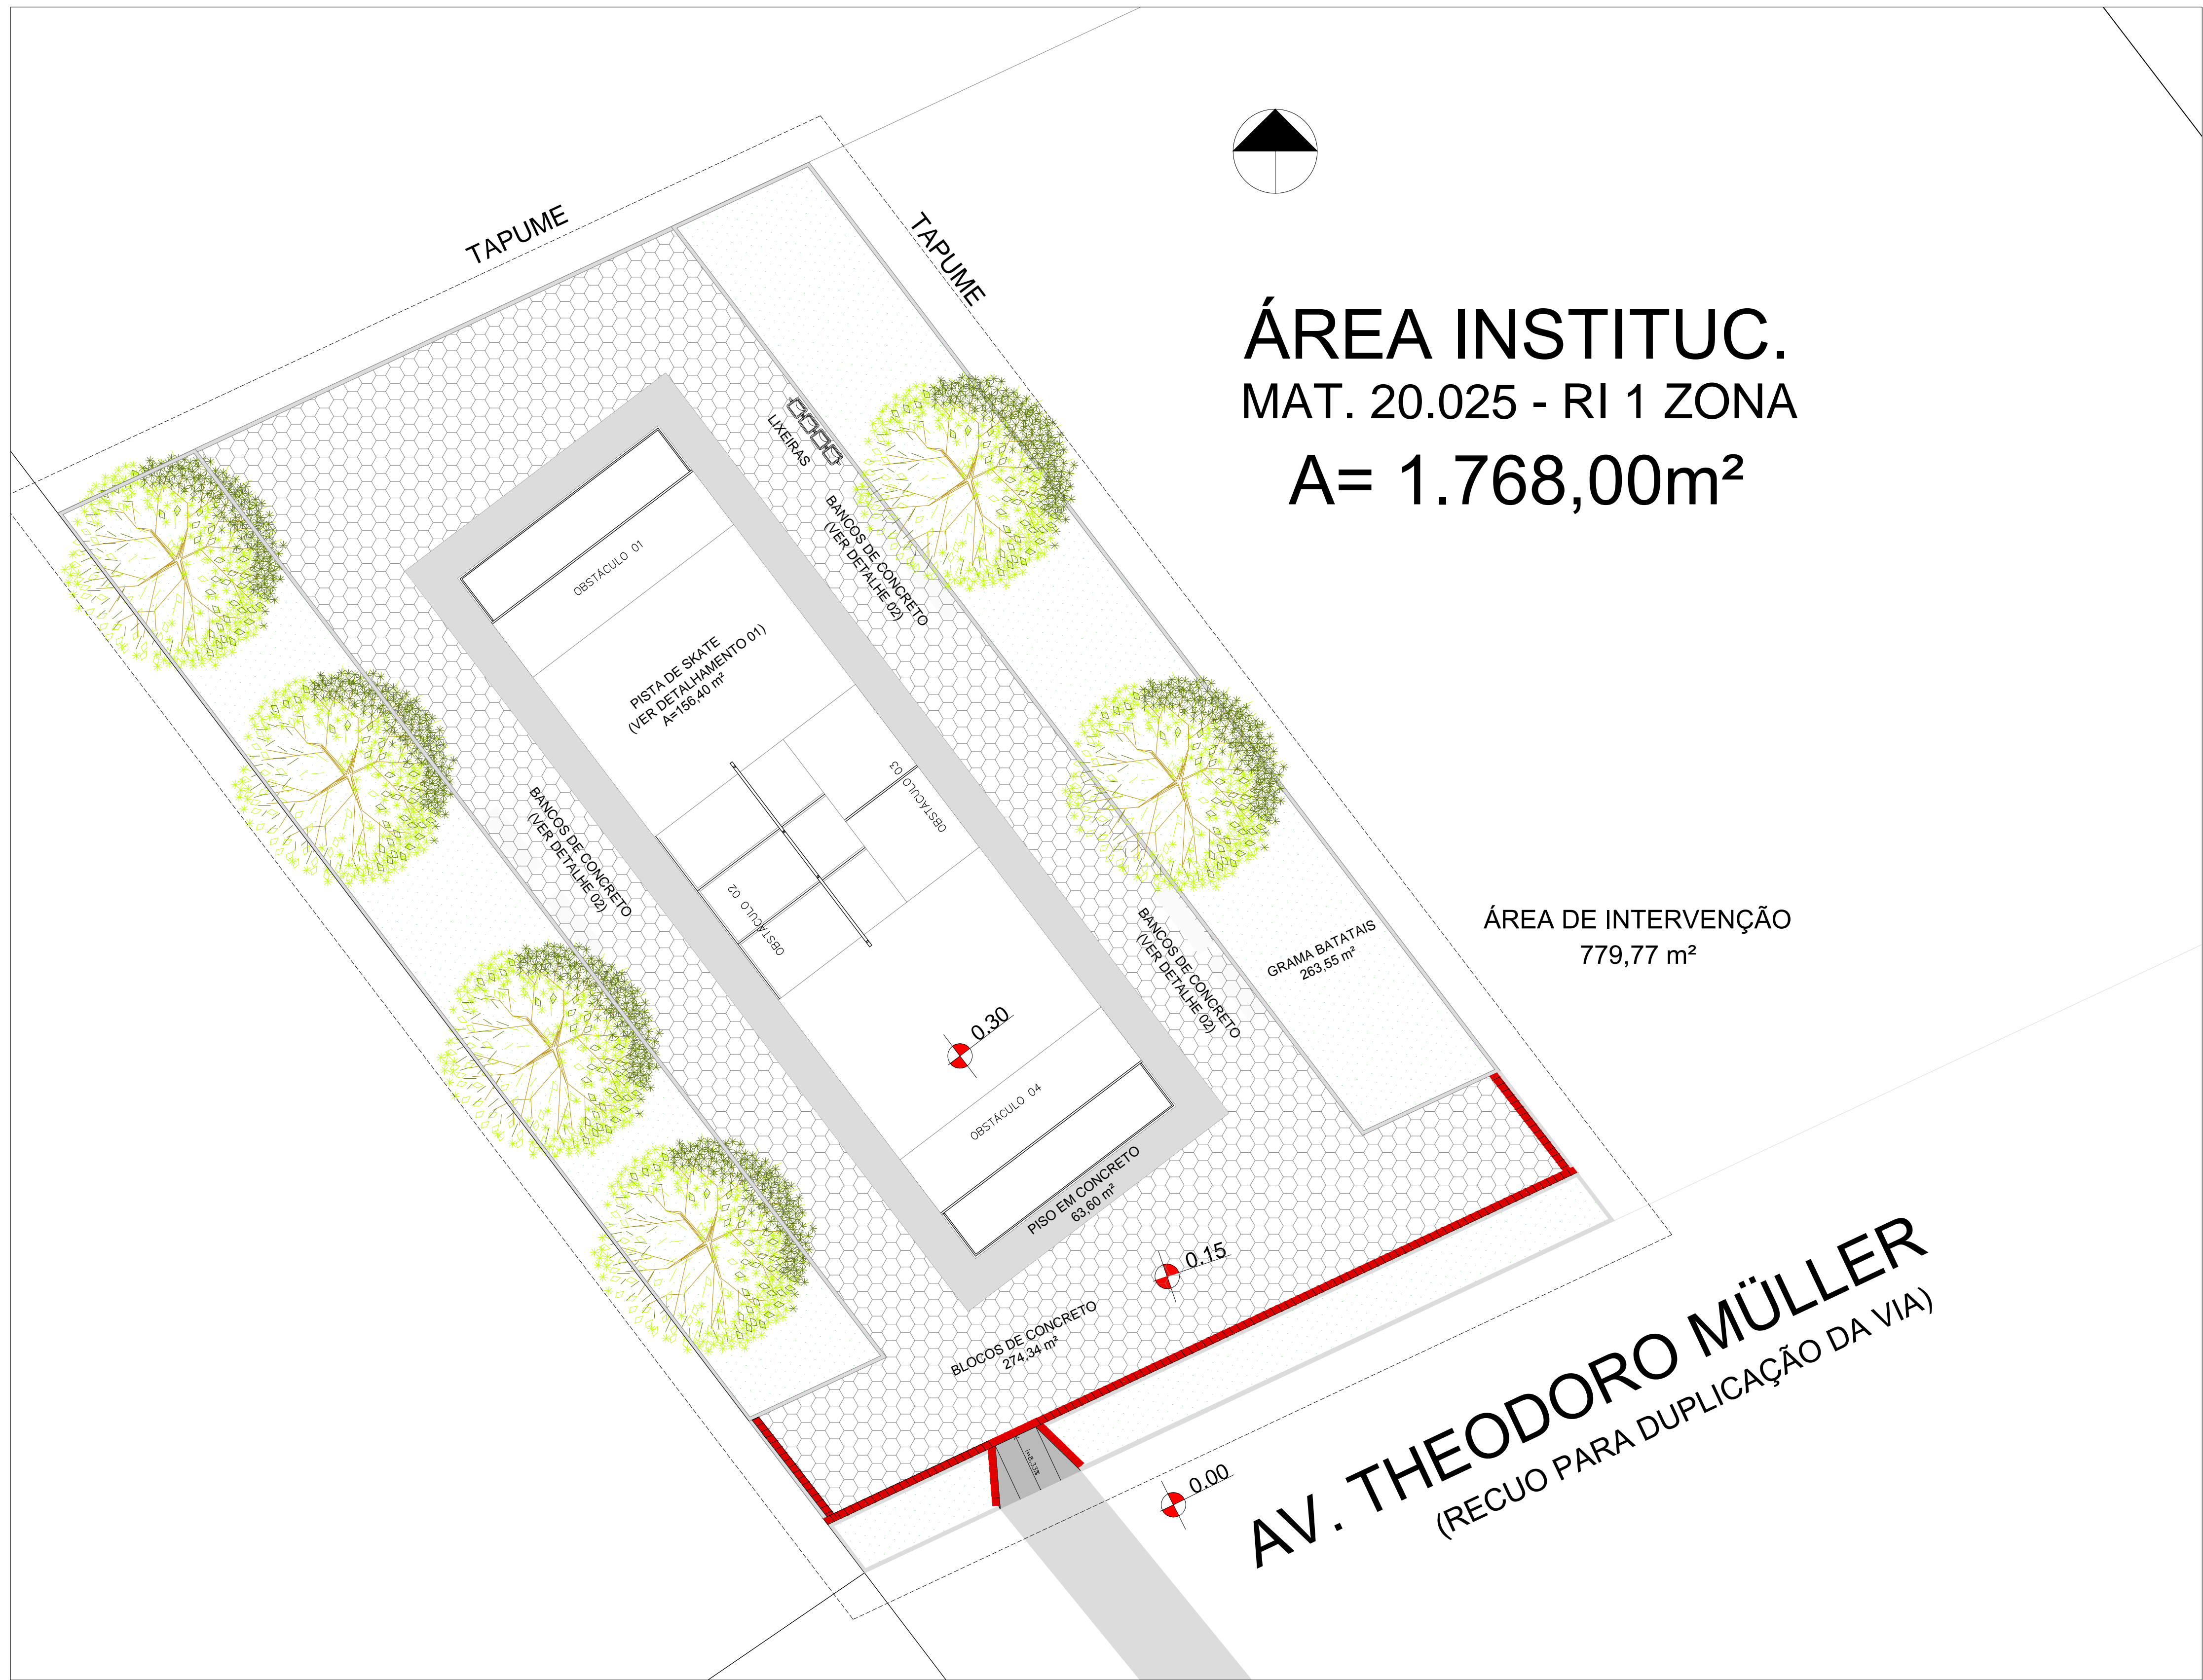 TAPUME
TAPUME
ÁREA INSTITUC.
MAT. 20.025 - RI 1 ZONA
A= 1.768,00m²
LIXEIRAS
BANCOS DE CONCRETO
(VER DETALHE 02)
OBSTÁCULO 01
PISTA DE SKATE
(VER DETALHAMENTO 01)
A=156,40 m²
OBSTÁCULO 03
BANCOS DE CONCRETO
(VER DETALHE 02)
OBSTÁCULO 02
BANCOS DE CONCRETO
(VER DETALHE 02)
GRAMA BATATAIS
263,55 m²
ÁREA DE INTERVENÇÃO
779,77 m²
0.30
OBSTÁCULO 04
PISO EM CONCRETO
63,60 m²
0.15
BLOCOS DE CONCRETO
274,34 m²
i=8,33%
0.00
AV. THEODORO MÜLLER
(RECUO PARA DUPLICAÇÃO DA VIA)